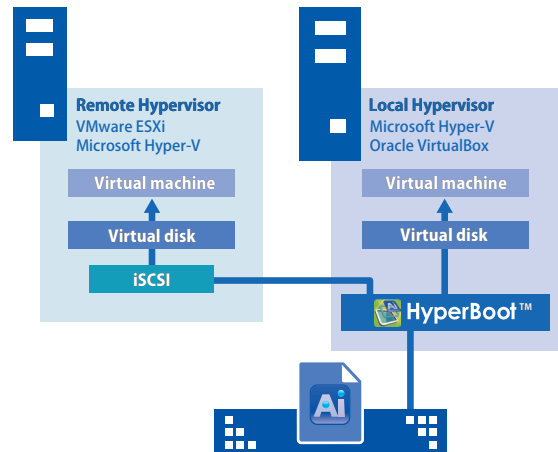 Remote Hypervisor
VMware ESXi
Microsoft Hyper-V
Virtual machine
Virtual disk
iSCSI
Local Hypervisor
Microsoft Hyper-V
Oracle VirtualBox
Virtual machine
Virtual disk
HyperBoot™
Ai